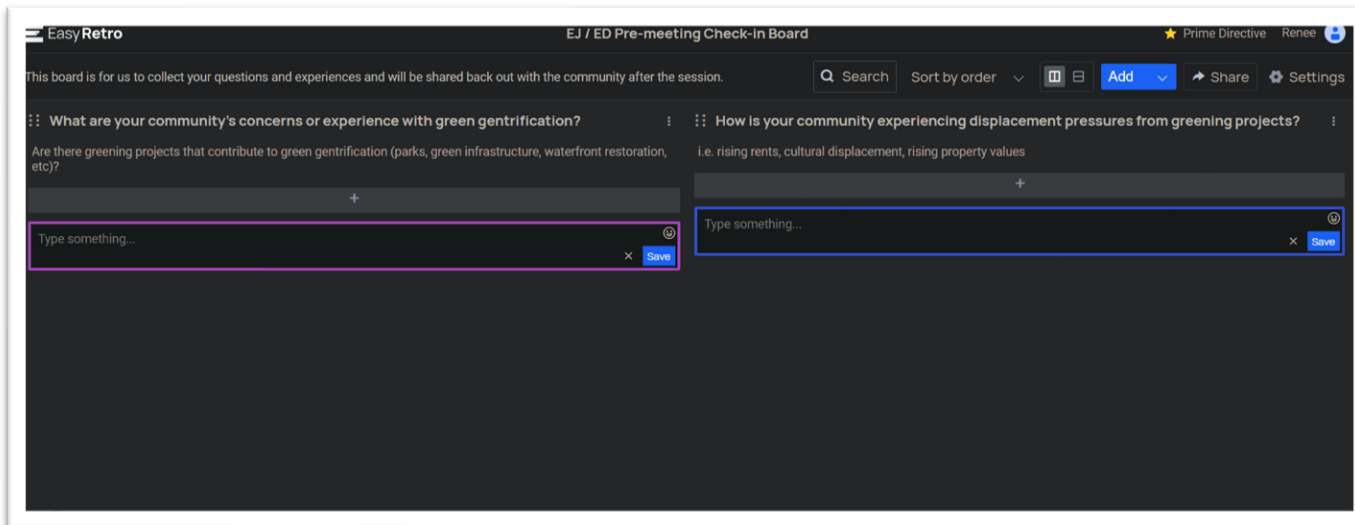 EasyRetro
EJ / ED Pre-meeting Check-in Board
Prime Directive
Renee
This board is for us to collect your questions and experiences and will be shared back out with the community after the session.
Search
Sort by order
Add
Share
Settings
What are your community's concerns or experience with green gentrification?
Are there greening projects that contribute to green gentrification (parks, green infrastructure, waterfront restoration,
etc)?
+
Type something...
Save
How is your community experiencing displacement pressures from greening projects?
i.e. rising rents, cultural displacement, rising property values
+
Type something...
Save